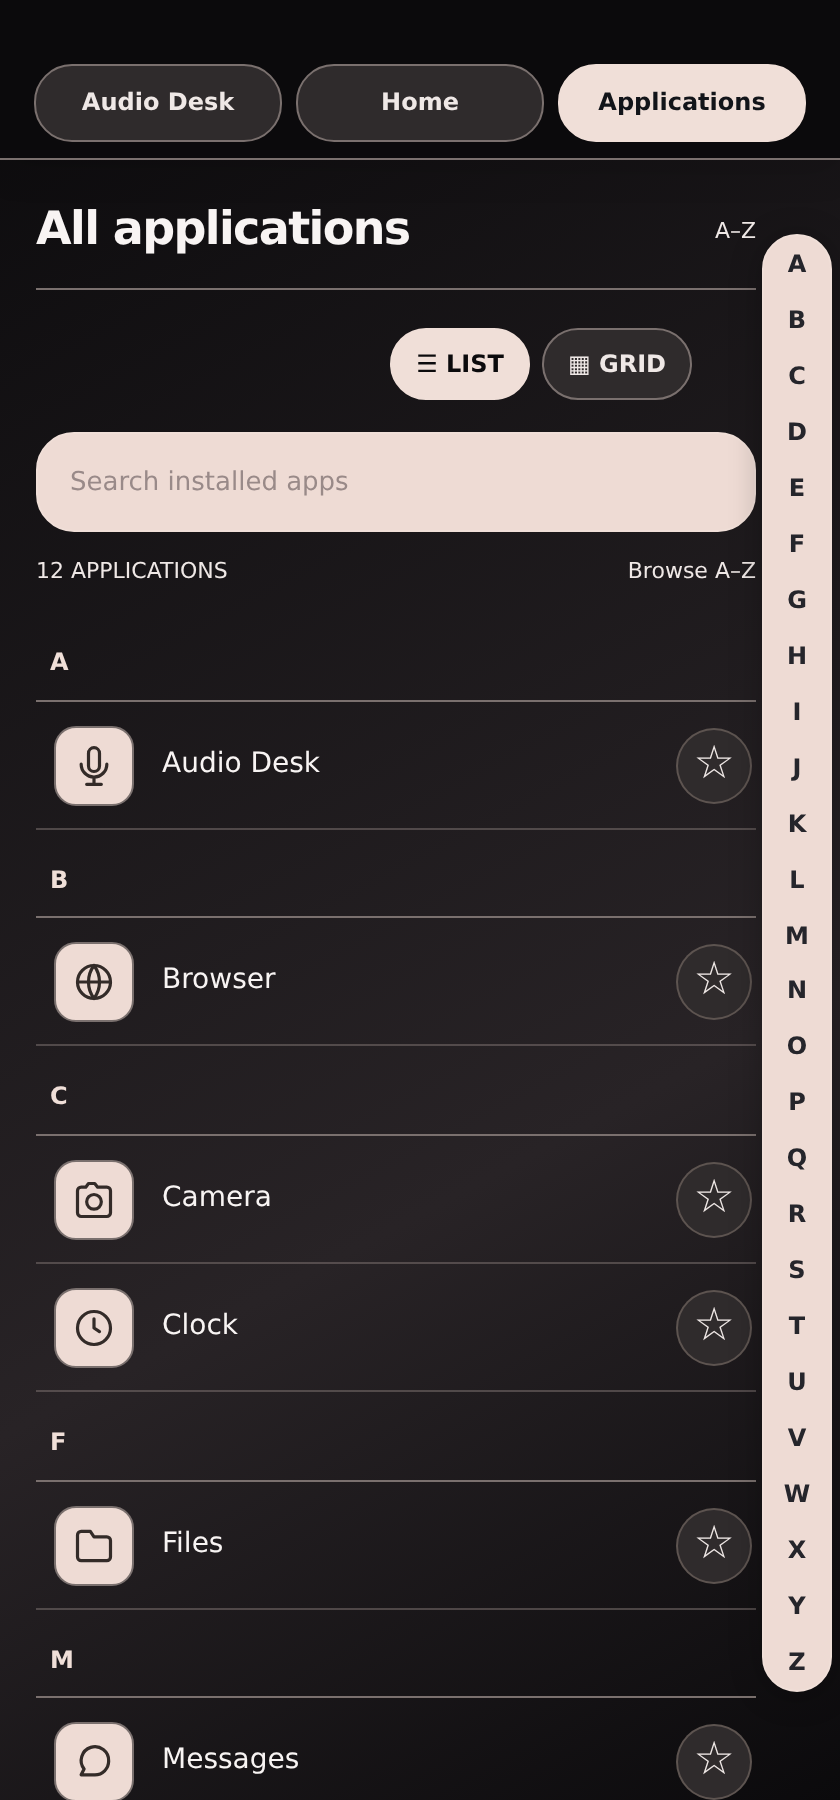 Audio Desk Home Applications
All applications A–Z
☰ LIST ▦ GRID
Search installed apps
12 APPLICATIONS Browse A–Z
A
Audio Desk ☆
B
Browser ☆
C
Camera ☆
Clock ☆
F
Files ☆
M
Messages ☆
A
B
C
D
E
F
G
H
I
J
K
L
M
N
O
P
Q
R
S
T
U
V
W
X
Y
Z